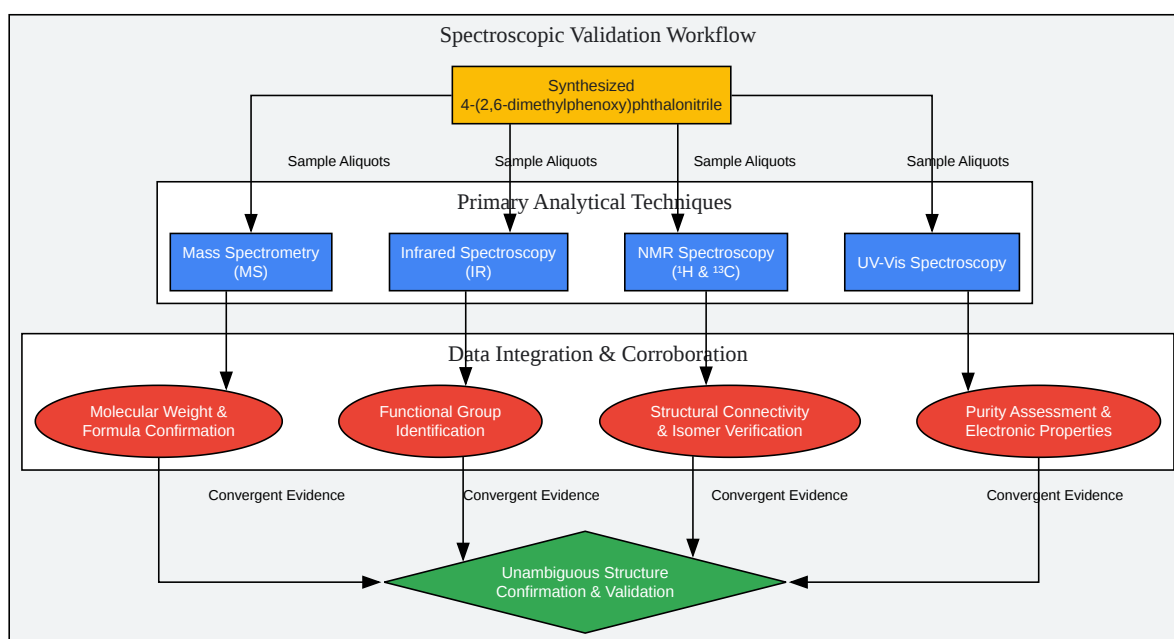 Spectroscopic Validation Workflow
Synthesized
4-(2,6-dimethylphenoxy)phthalonitrile
Sample Aliquots
Sample Aliquots
Sample Aliquots
Sample Aliquots
Primary Analytical Techniques
Mass Spectrometry
(MS)
Infrared Spectroscopy
(IR)
NMR Spectroscopy
(¹H & ¹³C)
UV-Vis Spectroscopy
Data Integration & Corroboration
Molecular Weight &
Formula Confirmation
Functional Group
Identification
Structural Connectivity
& Isomer Verification
Purity Assessment &
Electronic Properties
Convergent Evidence
Convergent Evidence
Convergent Evidence
Convergent Evidence
Unambiguous Structure
Confirmation & Validation